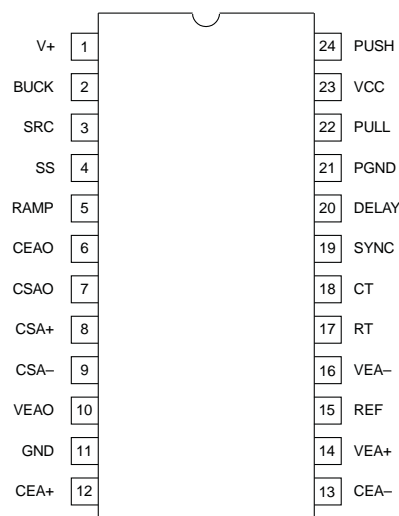 V+ 1 24 PUSH
BUCK 2 23 VCC
SRC 3 22 PULL
SS 4 21 PGND
RAMP 5 20 DELAY
CEAO 6 19 SYNC
CSAO 7 18 CT
CSA+ 8 17 RT
CSA– 9 16 VEA–
VEAO 10 15 REF
GND 11 14 VEA+
CEA+ 12 13 CEA–